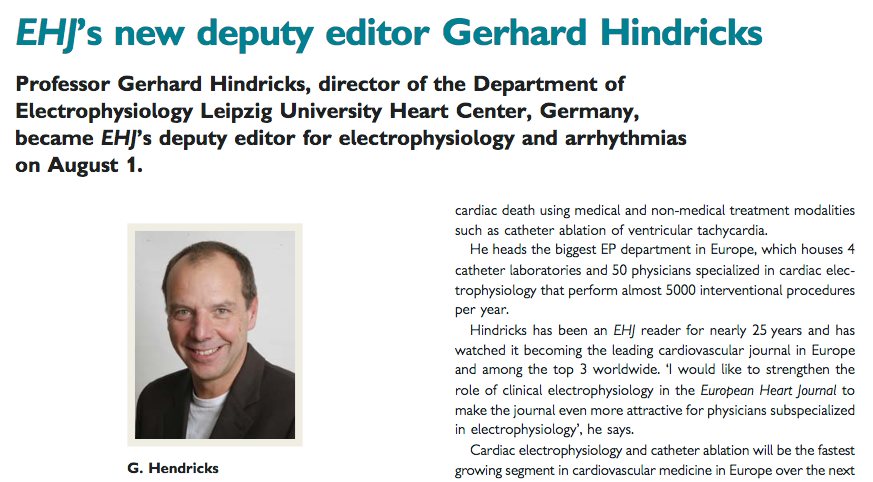 EHJ's new deputy editor Gerhard Hindricks
Professor Gerhard Hindricks, director of the Department of
Electrophysiology Leipzig University Heart Center, Germany,
became EHJ's deputy editor for electrophysiology and arrhythmias
on August 1.
G. Hendricks
cardiac death using medical and non-medical treatment modalities
such as catheter ablation of ventricular tachycardia.
He heads the biggest EP department in Europe, which houses 4
catheter laboratories and 50 physicians specialized in cardiac elec-
trophysiology that perform almost 5000 interventional procedures
per year.
Hindricks has been an EHJ reader for nearly 25 years and has
watched it becoming the leading cardiovascular journal in Europe
and among the top 3 worldwide. ‘I would like to strengthen the
role of clinical electrophysiology in the European Heart Journal to
make the journal even more attractive for physicians subspecialized
in electrophysiology’, he says.
Cardiac electrophysiology and catheter ablation will be the fastest
growing segment in cardiovascular medicine in Europe over the next